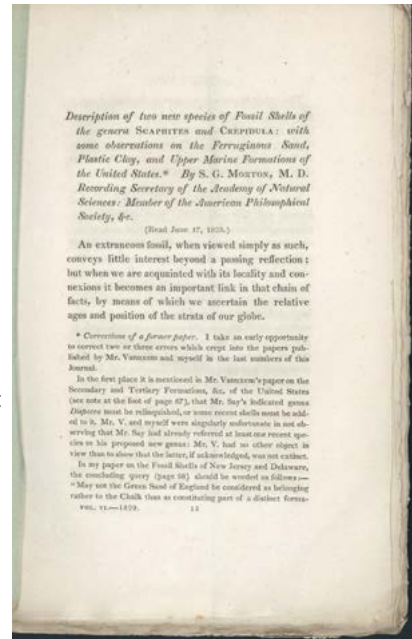 Description of two new species of Fossil Shells of
the genera SCAPHITES and CREPIDULA: with
some observations on the Ferruginous Sand,
Plastic Clay, and Upper Marine Formations of
the United States.* By S. G. MORTON, M. D.
Recording Secretary of the Academy of Natural
Sciences: Member of the American Philosophical
Society, &c.
(Read June 17, 1828.)
An extraneous fossil, when viewed simply as such,
conveys little interest beyond a passing reflection:
but when we are acquainted with its locality and con-
nexions it becomes an important link in that chain of
facts, by means of which we ascertain the relative
ages and position of the strata of our globe.
* Corrections of a former paper. I take an early opportunity
to correct two or three errors which crept into the papers pub-
lished by Mr. VANUXEM and myself in the last numbers of this
Journal.
In the first place it is mentioned in Mr. VANUXEM's paper on the
Secondary and Tertiary Formations, &c. of the United States
(see note at the foot of page 67), that Mr. Say's indicated genus
Dispotea must be relinquished, or some recent shells must be add-
ed to it. Mr. V. and myself were singularly unfortunate in not ob-
serving that Mr. Say had already referred at least one recent spe-
cies to his proposed new genus: Mr. V. had no other object in
view than to show that the latter, if acknowledged, was not extinct.
In my paper on the Fossil Shells of New Jersey and Delaware,
the concluding query (page 98) should be worded as follows:—
"May not the Green Sand of England be considered as belonging
rather to the Chalk than as constituting part of a distinct forma-
VOL. VI.—1829. 15